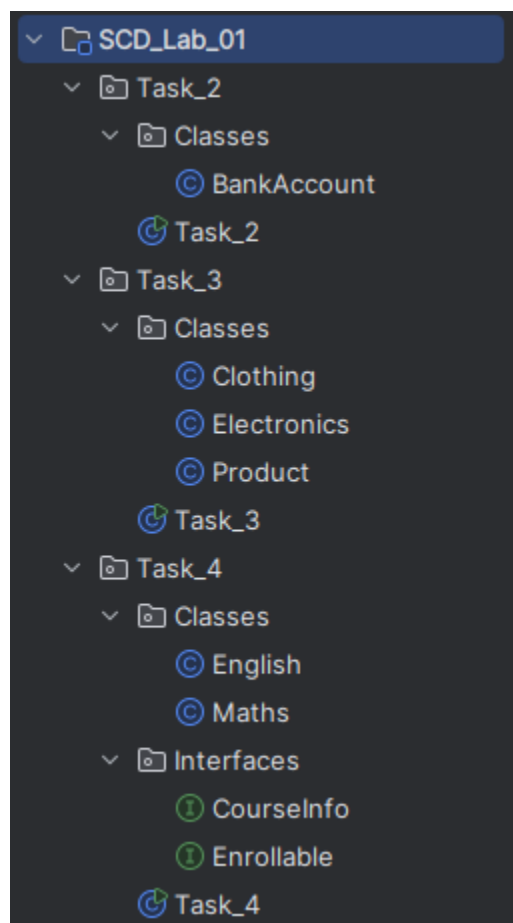 SCD_Lab_01
Task_2
Classes
BankAccount
Task_2
Task_3
Classes
Clothing
Electronics
Product
Task_3
Task_4
Classes
English
Maths
Interfaces
CourseInfo
Enrollable
Task_4